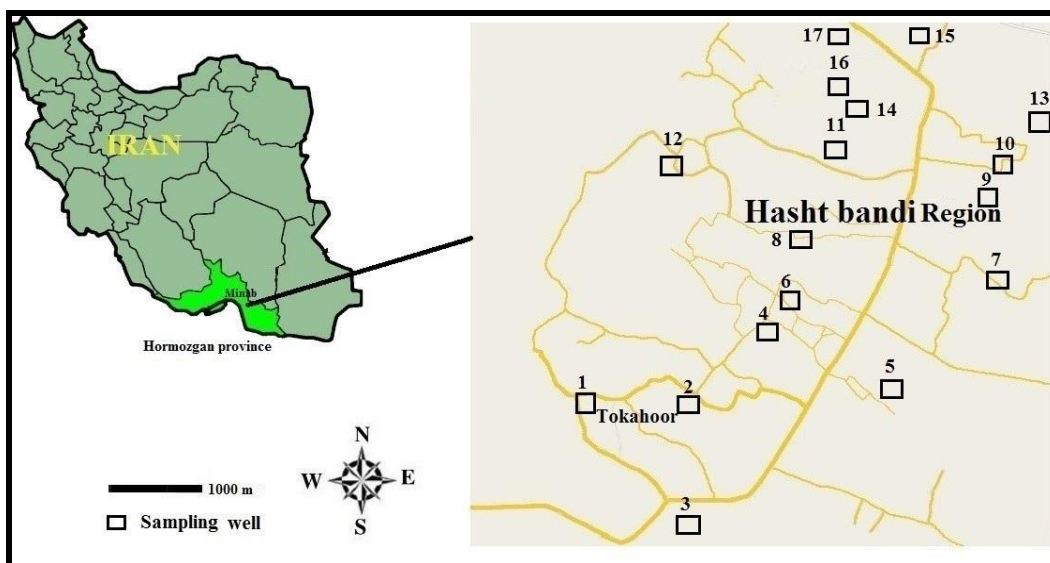 IRAN
Minab
Hormozgan province
N
W E
S
1000 m
Sampling well
17
15
16
14
13
11
12
10
9
Hasht bandi Region
8
7
6
4
5
1
2
Tokahoor
3